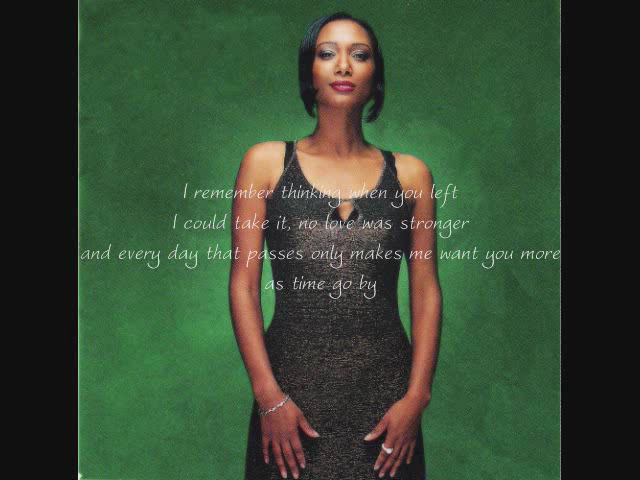 I remember thinking when you left
I could take it, no love was stronger
and every day that passes only makes me want you more
as time go by